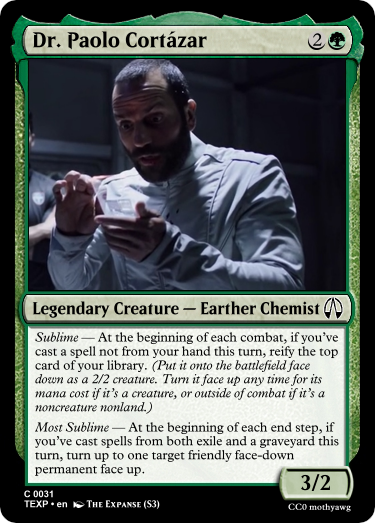 Dr. Paolo Cortázar 2
Legendary Creature — Earther Chemist
Sublime — At the beginning of each combat, if you've
cast a spell not from your hand this turn, reify the top
card of your library. (Put it onto the battlefield face
down as a 2/2 creature. Turn it face up any time for its
mana cost if it's a creature, or outside of combat if it's a
noncreature nonland.)
Most Sublime — At the beginning of each end step, if
you've cast spells from both exile and a graveyard this
turn, turn up to one target friendly face-down
permanent face up.
3/2
C 0031
TEXP • en The Expanse (S3)
CC0 mothyawg